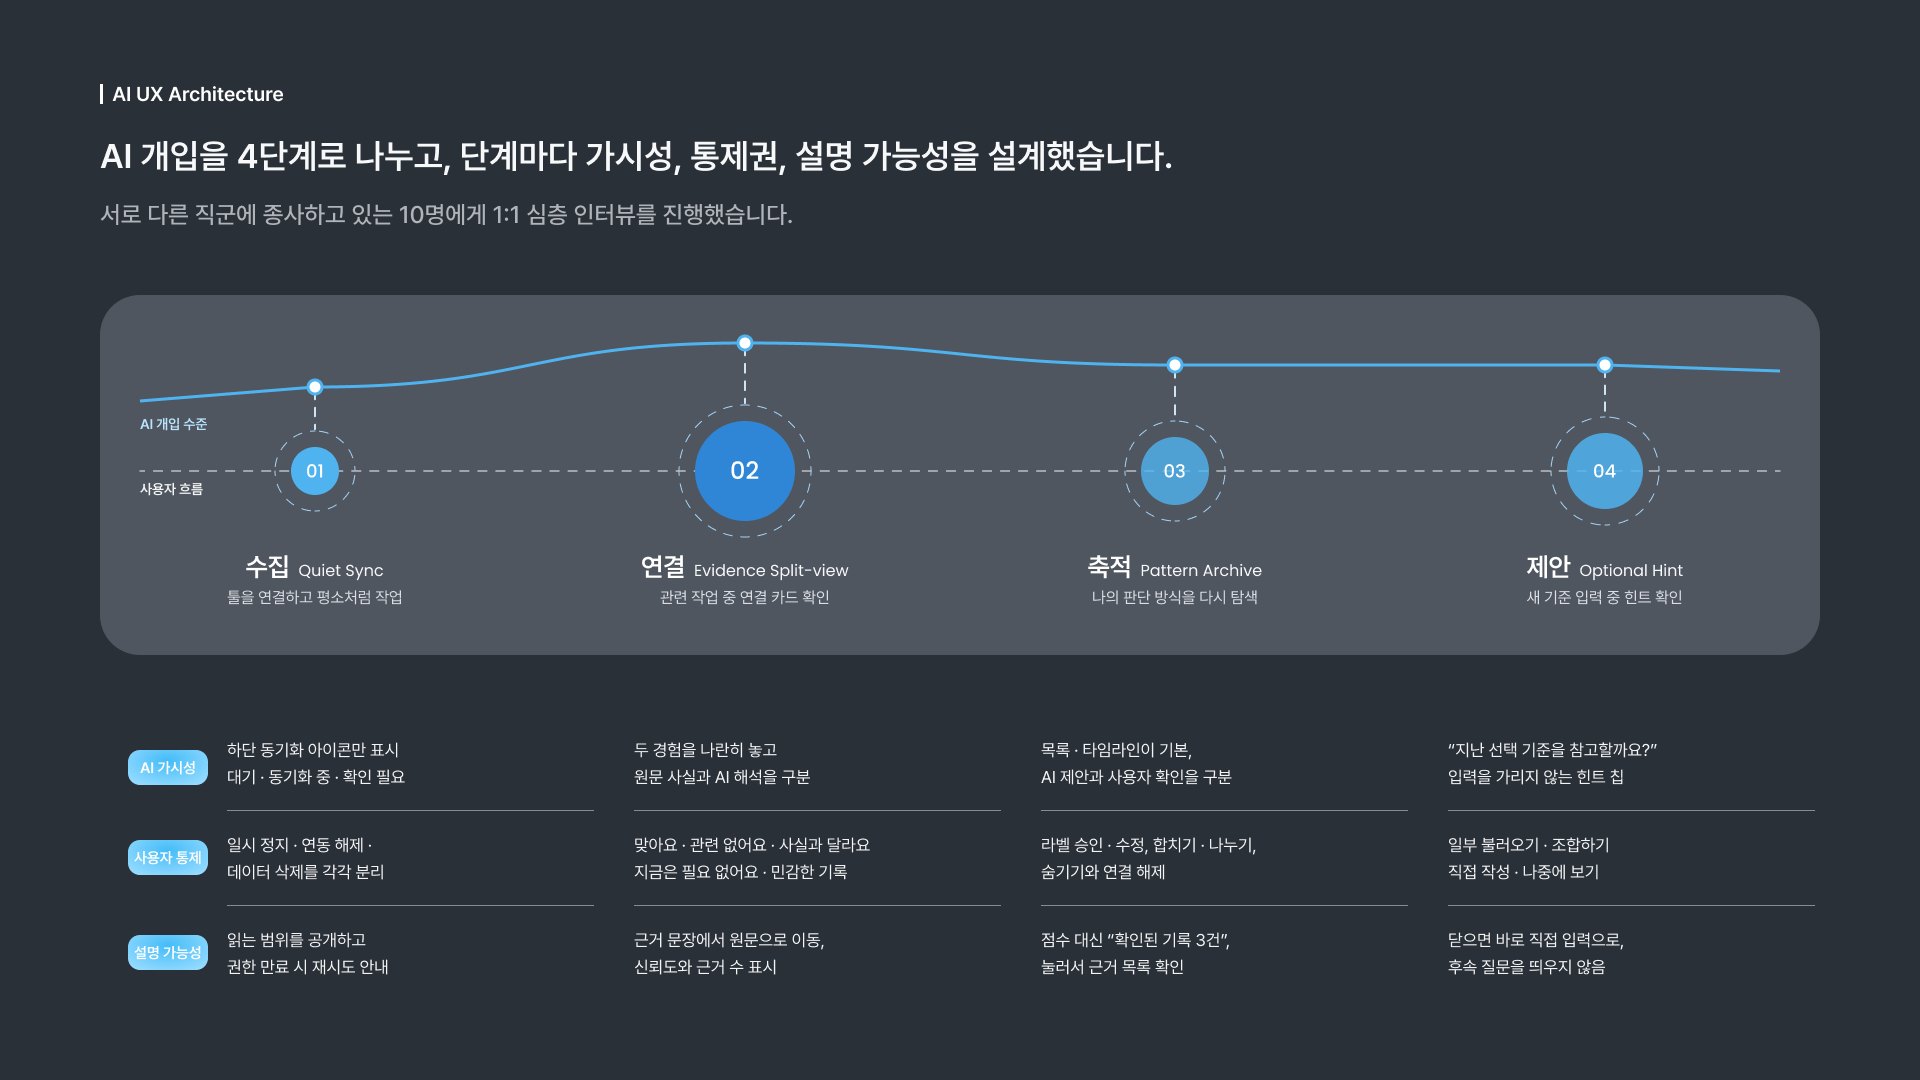 AI UX Architecture
AI 개입을 4단계로 나누고, 단계마다 가시성, 통제권, 설명 가능성을 설계했습니다.
서로 다른 직군에 종사하고 있는 10명에게 1:1 심층 인터뷰를 진행했습니다.
AI 개입 수준
사용자 흐름
01
02
03
04
수집 Quiet Sync
툴을 연결하고 평소처럼 작업
연결 Evidence Split-view
관련 작업 중 연결 카드 확인
축적 Pattern Archive
나의 판단 방식을 다시 탐색
제안 Optional Hint
새 기준 입력 중 힌트 확인
AI 가시성
하단 동기화 아이콘만 표시
대기 · 동기화 중 · 확인 필요
두 경험을 나란히 놓고
원문 사실과 AI 해석을 구분
목록 · 타임라인이 기본,
AI 제안과 사용자 확인을 구분
“지난 선택 기준을 참고할까요?”
입력을 가리지 않는 힌트 칩
사용자 통제
일시 정지 · 연동 해제 ·
데이터 삭제를 각각 분리
맞아요 · 관련 없어요 · 사실과 달라요
지금은 필요 없어요 · 민감한 기록
라벨 승인 · 수정, 합치기 · 나누기,
숨기기와 연결 해제
일부 불러오기 · 조합하기
직접 작성 · 나중에 보기
설명 가능성
읽는 범위를 공개하고
권한 만료 시 재시도 안내
근거 문장에서 원문으로 이동,
신뢰도와 근거 수 표시
점수 대신 “확인된 기록 3건”,
눌러서 근거 목록 확인
닫으면 바로 직접 입력으로,
후속 질문을 띄우지 않음